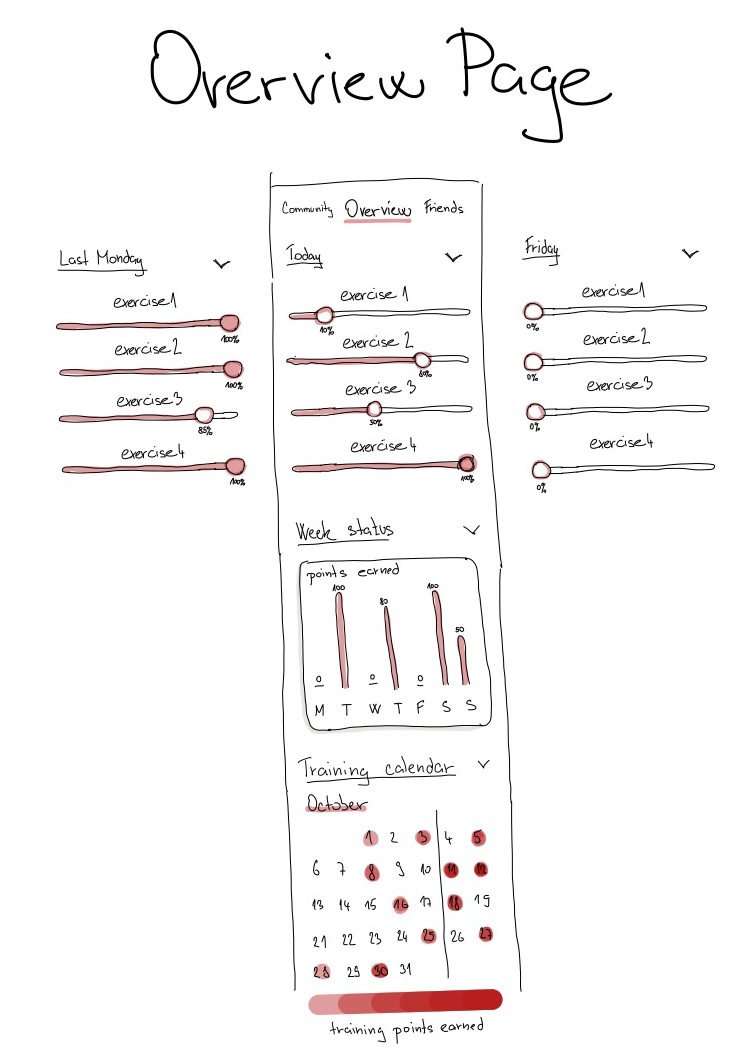 Overview Page
Community Overview Friends
Last Monday
exercise1
100%
exercise2
100%
exercise3
85%
exercise4
100%
Today
exercise 1
10%
exercise 2
80%
exercise 3
50%
exercise 4
100%
Friday
exercise1
0%
exercise2
0%
exercise3
0%
exercise4
0%
Week status
points earned
0 100 0 80 0 100 50
M T W T F S S
Training calendar
October
1 2 3 4 5
6 7 8 9 10 11 12
13 14 15 16 17 18 19
21 22 23 24 25 26 27
28 29 30 31
training points earned